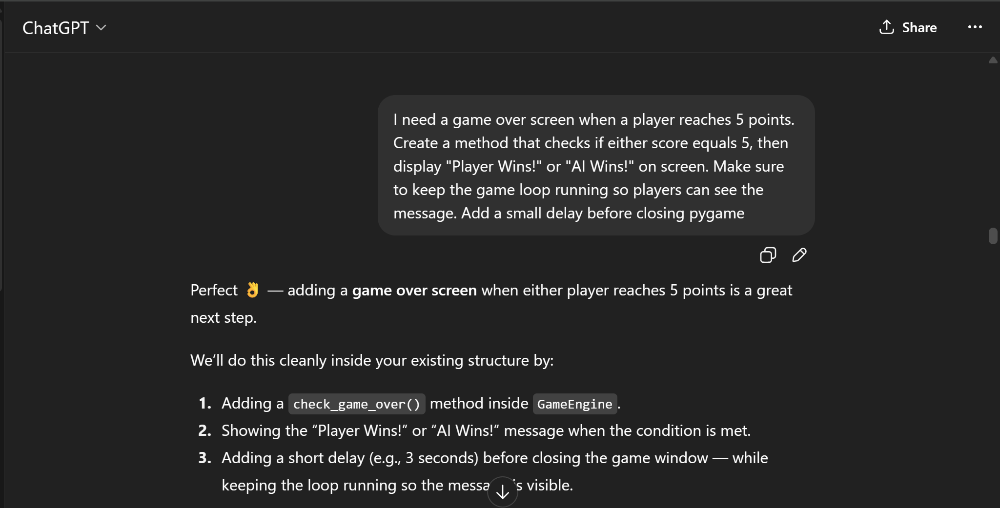 ChatGPT
Share
I need a game over screen when a player reaches 5 points.
Create a method that checks if either score equals 5, then
display "Player Wins!" or "AI Wins!" on screen. Make sure
to keep the game loop running so players can see the
message. Add a small delay before closing pygame
Perfect 👌 — adding a game over screen when either player reaches 5 points is a great
next step.
We’ll do this cleanly inside your existing structure by:
1. Adding a check_game_over() method inside GameEngine.
2. Showing the “Player Wins!” or “AI Wins!” message when the condition is met.
3. Adding a short delay (e.g., 3 seconds) before closing the game window — while
keeping the loop running so the visible.